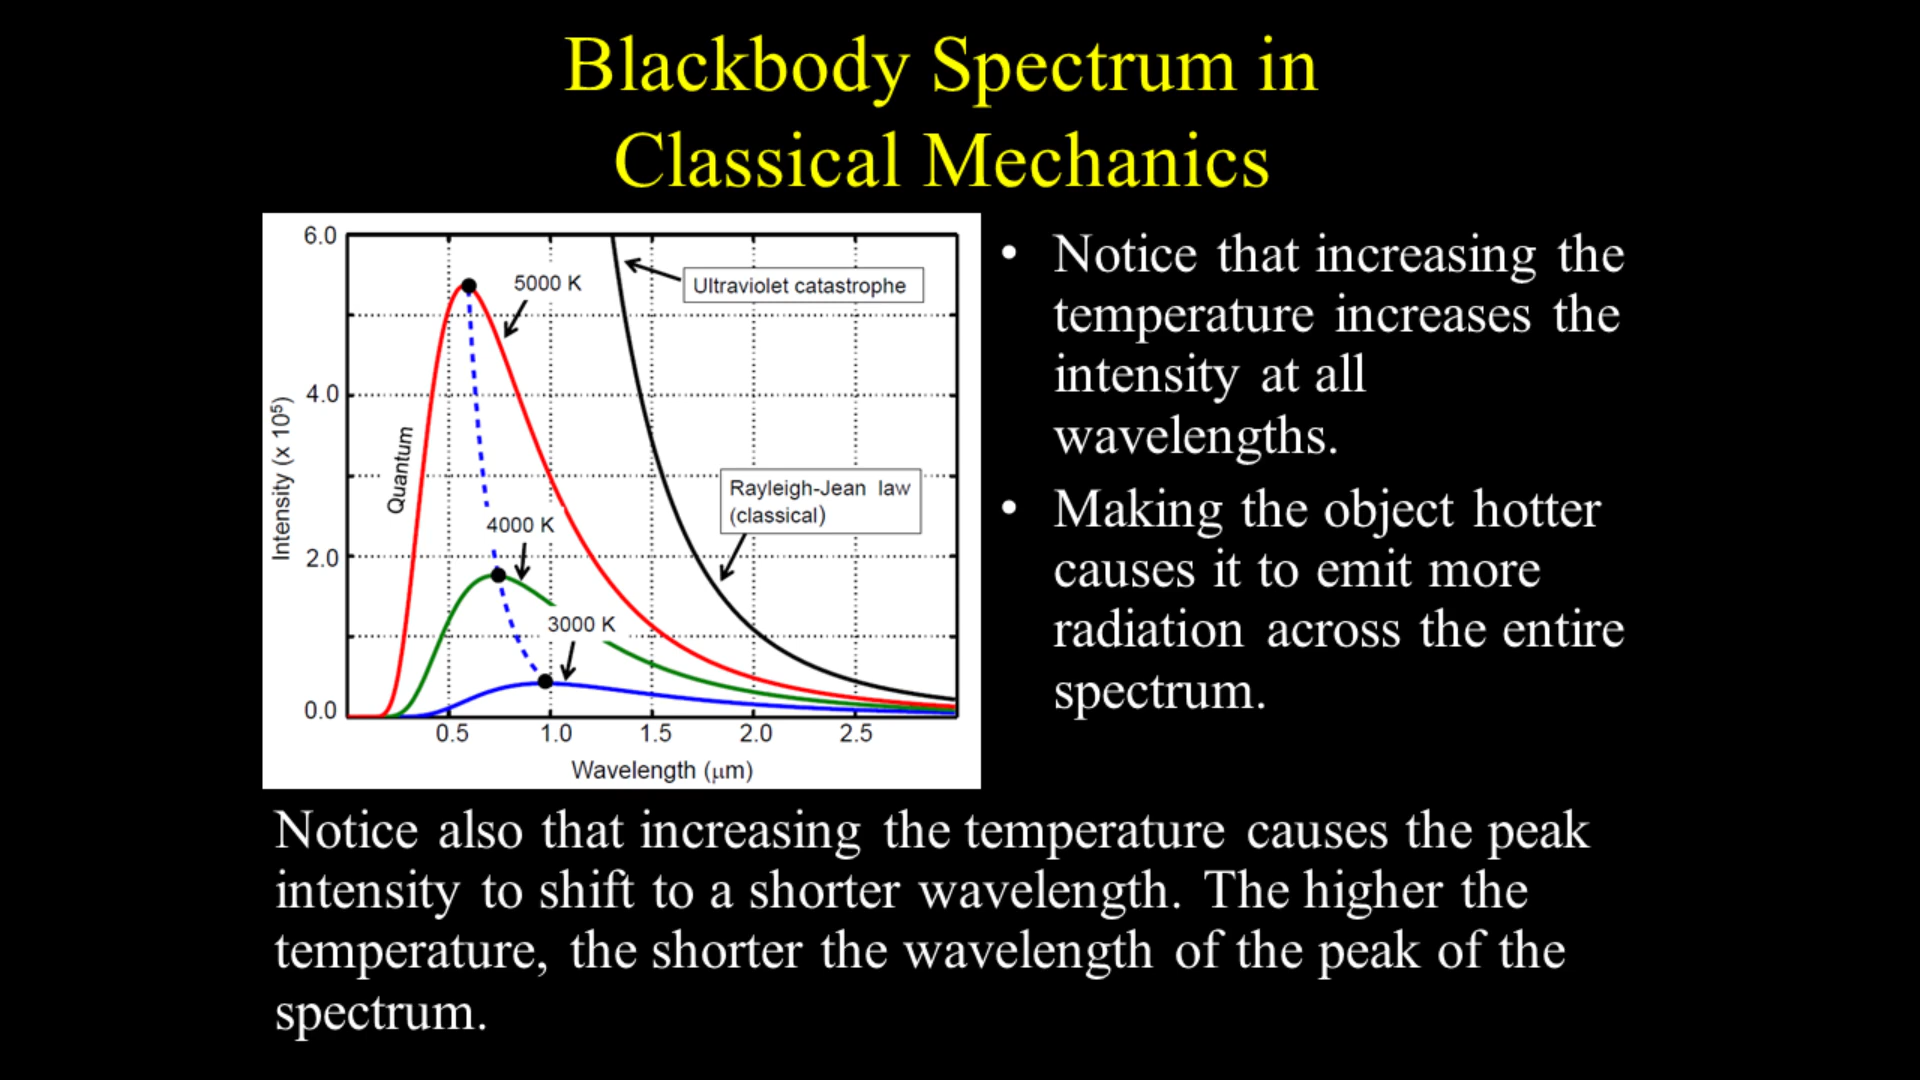 Blackbody Spectrum in
Classical Mechanics
6.0
4.0
2.0
0.0
Intensity (x 10⁵)
Quantum
5000 K
4000 K
3000 K
Ultraviolet catastrophe
Rayleigh-Jean law
(classical)
0.5 1.0 1.5 2.0 2.5
Wavelength (μm)
• Notice that increasing the
temperature increases the
intensity at all
wavelengths.
• Making the object hotter
causes it to emit more
radiation across the entire
spectrum.
Notice also that increasing the temperature causes the peak
intensity to shift to a shorter wavelength. The higher the
temperature, the shorter the wavelength of the peak of the
spectrum.